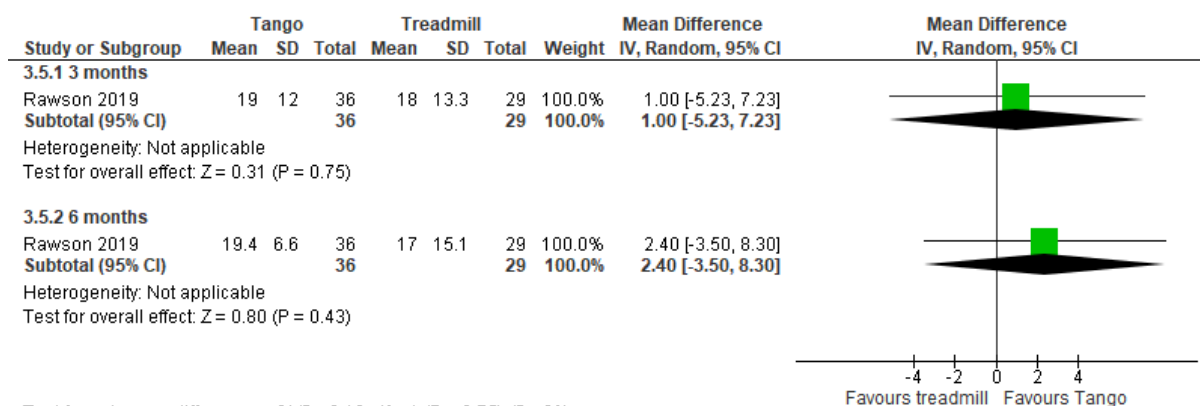 Tango Treadmill Mean Difference Mean Difference
Study or Subgroup Mean SD Total Mean SD Total Weight IV, Random, 95% CI IV, Random, 95% CI
3.5.1 3 months
Rawson 2019 19 12 36 18 13.3 29 100.0% 1.00 [-5.23, 7.23]
Subtotal (95% CI) 36 29 100.0% 1.00 [-5.23, 7.23]
Heterogeneity: Not applicable
Test for overall effect: Z = 0.31 (P = 0.75)
3.5.2 6 months
Rawson 2019 19.4 6.6 36 17 15.1 29 100.0% 2.40 [-3.50, 8.30]
Subtotal (95% CI) 36 29 100.0% 2.40 [-3.50, 8.30]
Heterogeneity: Not applicable
Test for overall effect: Z = 0.80 (P = 0.43)
-4 -2 0 2 4
Favours treadmill Favours Tango